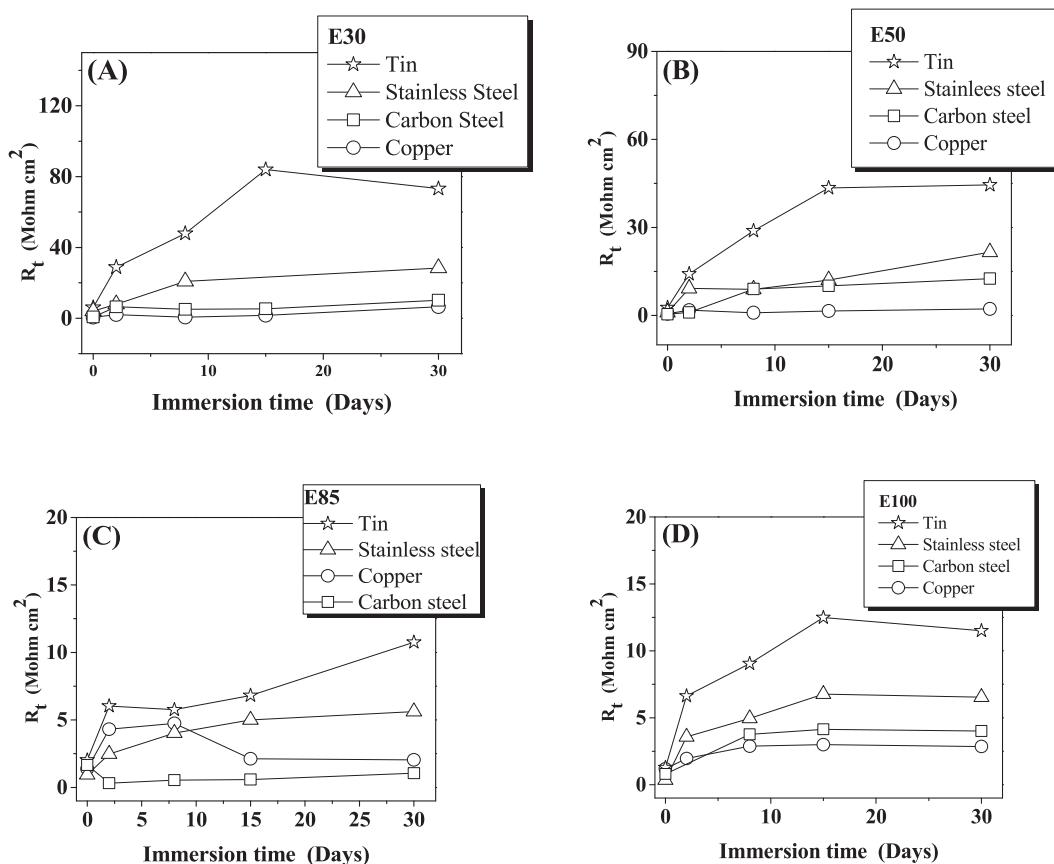 (A)
E30
Tin
Stainless Steel
Carbon Steel
Copper
120
80
40
0
R_t (Mohm cm^2)
0 10 20 30
Immersion time (Days)
(B)
E50
Tin
Stainlees steel
Carbon steel
Copper
90
60
30
0
R_t (Mohm cm^2)
0 10 20 30
Immersion time (Days)
(C)
E85
Tin
Stainless steel
Copper
Carbon steel
20
15
10
5
0
R_t (Mohm cm^2)
0 5 10 15 20 25 30
Immersion time (Days)
(D)
E100
Tin
Stainless steel
Carbon steel
Copper
20
15
10
5
0
R_t (Mohm cm^2)
0 10 20 30
Immersion time (Days)